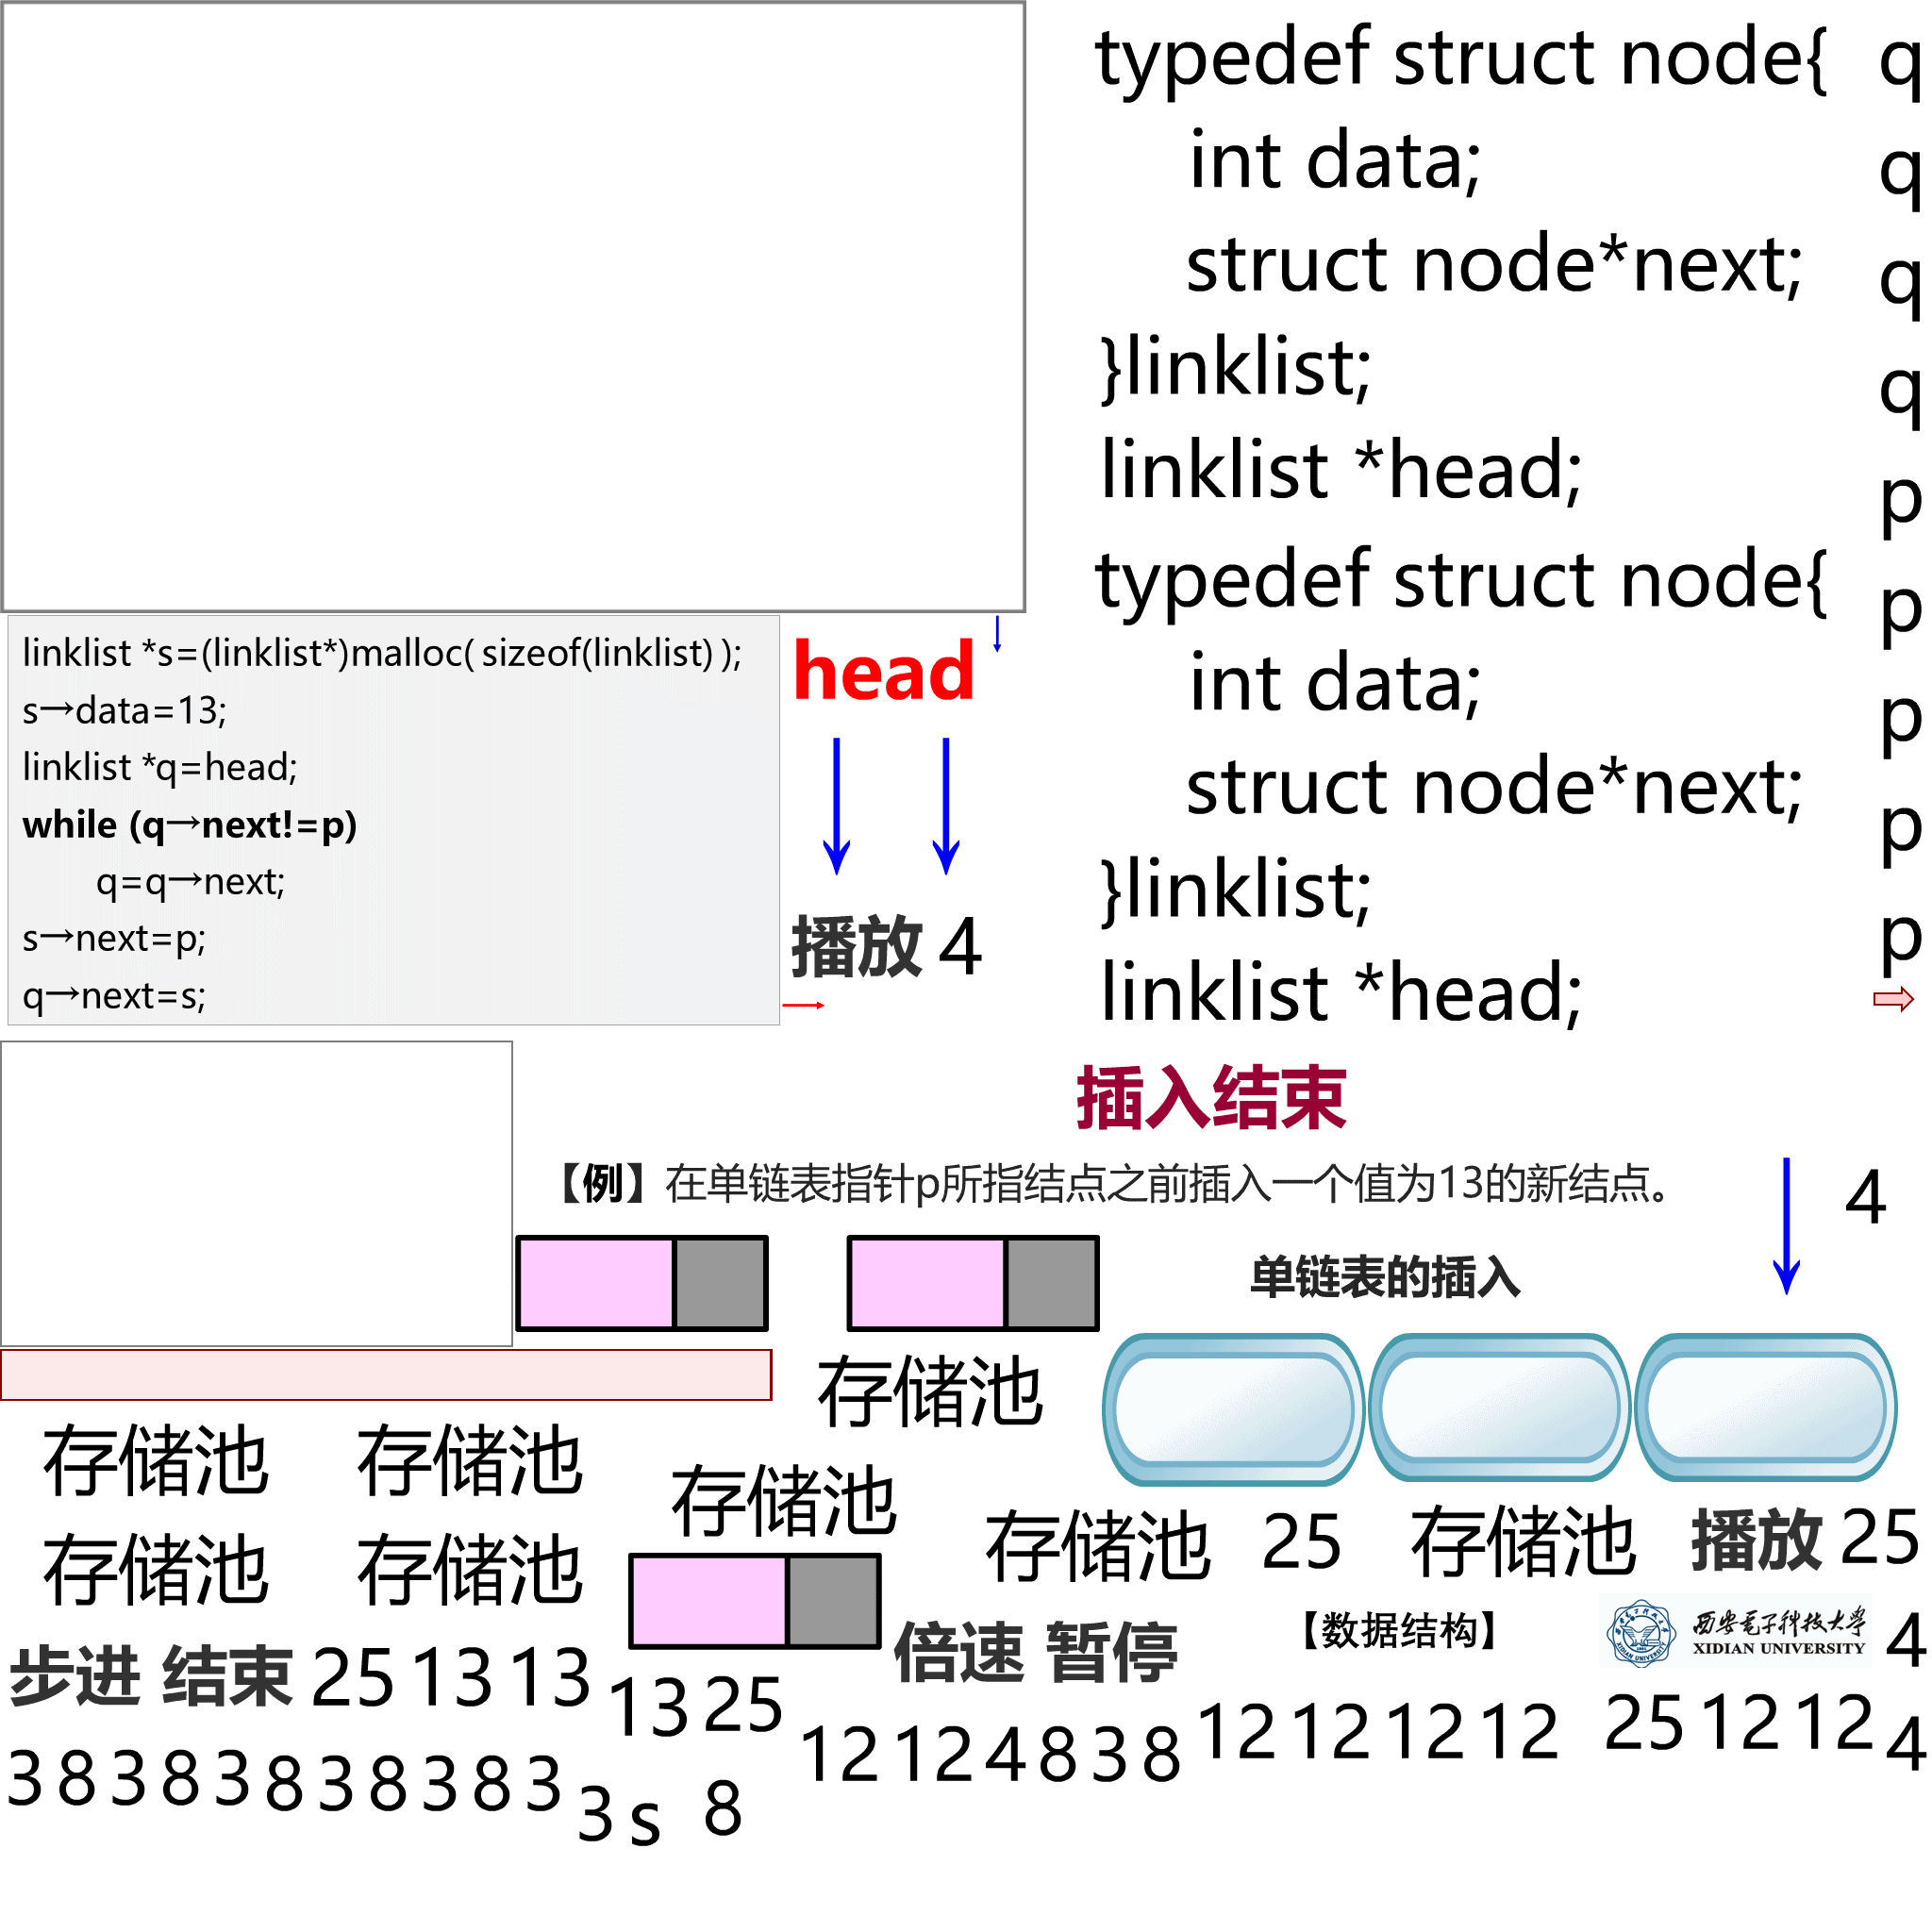 typedef struct node{
int data;
struct node*next;
}linklist;
linklist *head;
typedef struct node{
int data;
struct node*next;
}linklist;
linklist *head;
q
q
q
q
p
p
p
p
p
linklist *s=(linklist*)malloc( sizeof(linklist) );
s→data=13;
linklist *q=head;
while (q→next!=p)
q=q→next;
s→next=p;
q→next=s;
head
播放 4
插入结束
【例】在单链表指针p所指结点之前插入一个值为13的新结点。
4
单链表的插入
存储池
存储池 存储池
存储池
存储池 存储池
存储池 25 存储池 播放 25
步进 结束 25 13 13
13 25
倍速 暂停
【数据结构】
西安电子科技大学
XIDIAN UNIVERSITY
4
3 8 3 8 3 8 3 8 3 8 3
3 s 8
12 12 4 8 3 8
12 12 12 12
25 12 12 4